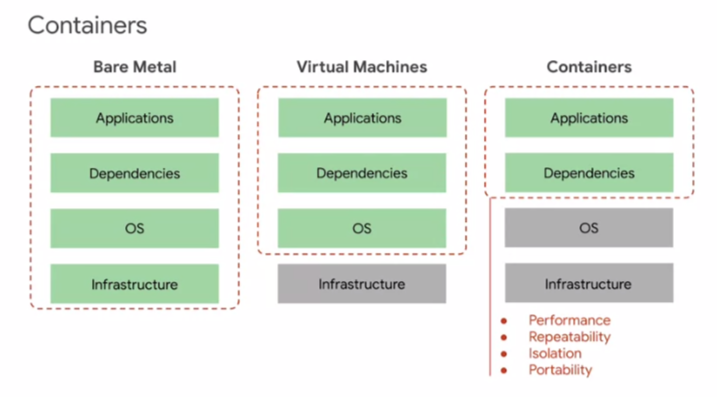 Containers
Bare Metal
Applications
Dependencies
OS
Infrastructure
Virtual Machines
Applications
Dependencies
OS
Infrastructure
Containers
Applications
Dependencies
OS
Infrastructure
Performance
Repeatability
Isolation
Portability